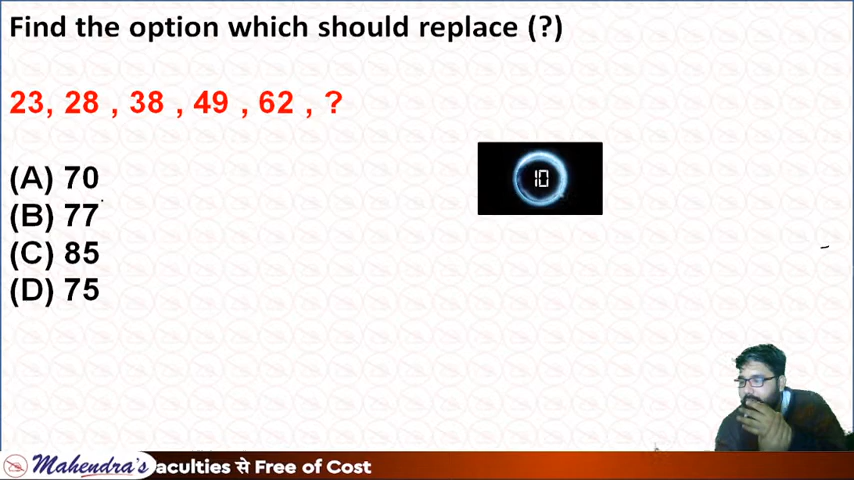 Find the option which should replace (?)
23, 28 , 38 , 49 , 62 , ?
(A) 70
(B) 77
(C) 85
(D) 75
10
Mahendra's aculties से Free of Cost